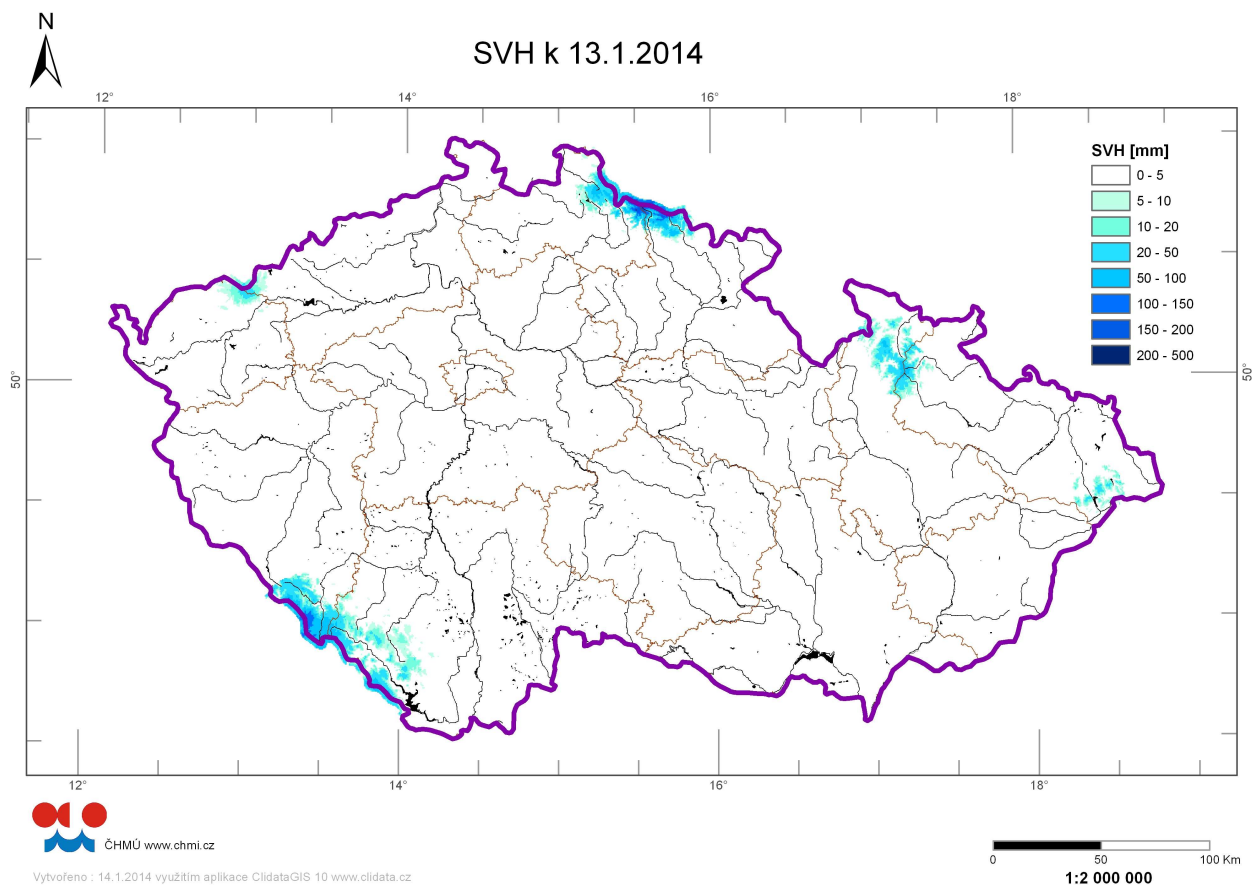 N
SVH k 13.1.2014
12°
14°
16°
18°
SVH [mm]
0 - 5
5 - 10
10 - 20
20 - 50
50 - 100
100 - 150
150 - 200
200 - 500
50°
50°
12°
14°
16°
18°
ČHMÚ www.chmi.cz
0
50
100 Km
1:2 000 000
Vytvořeno : 14.1.2014 využitím aplikace ClidataGIS 10 www.clidata.cz